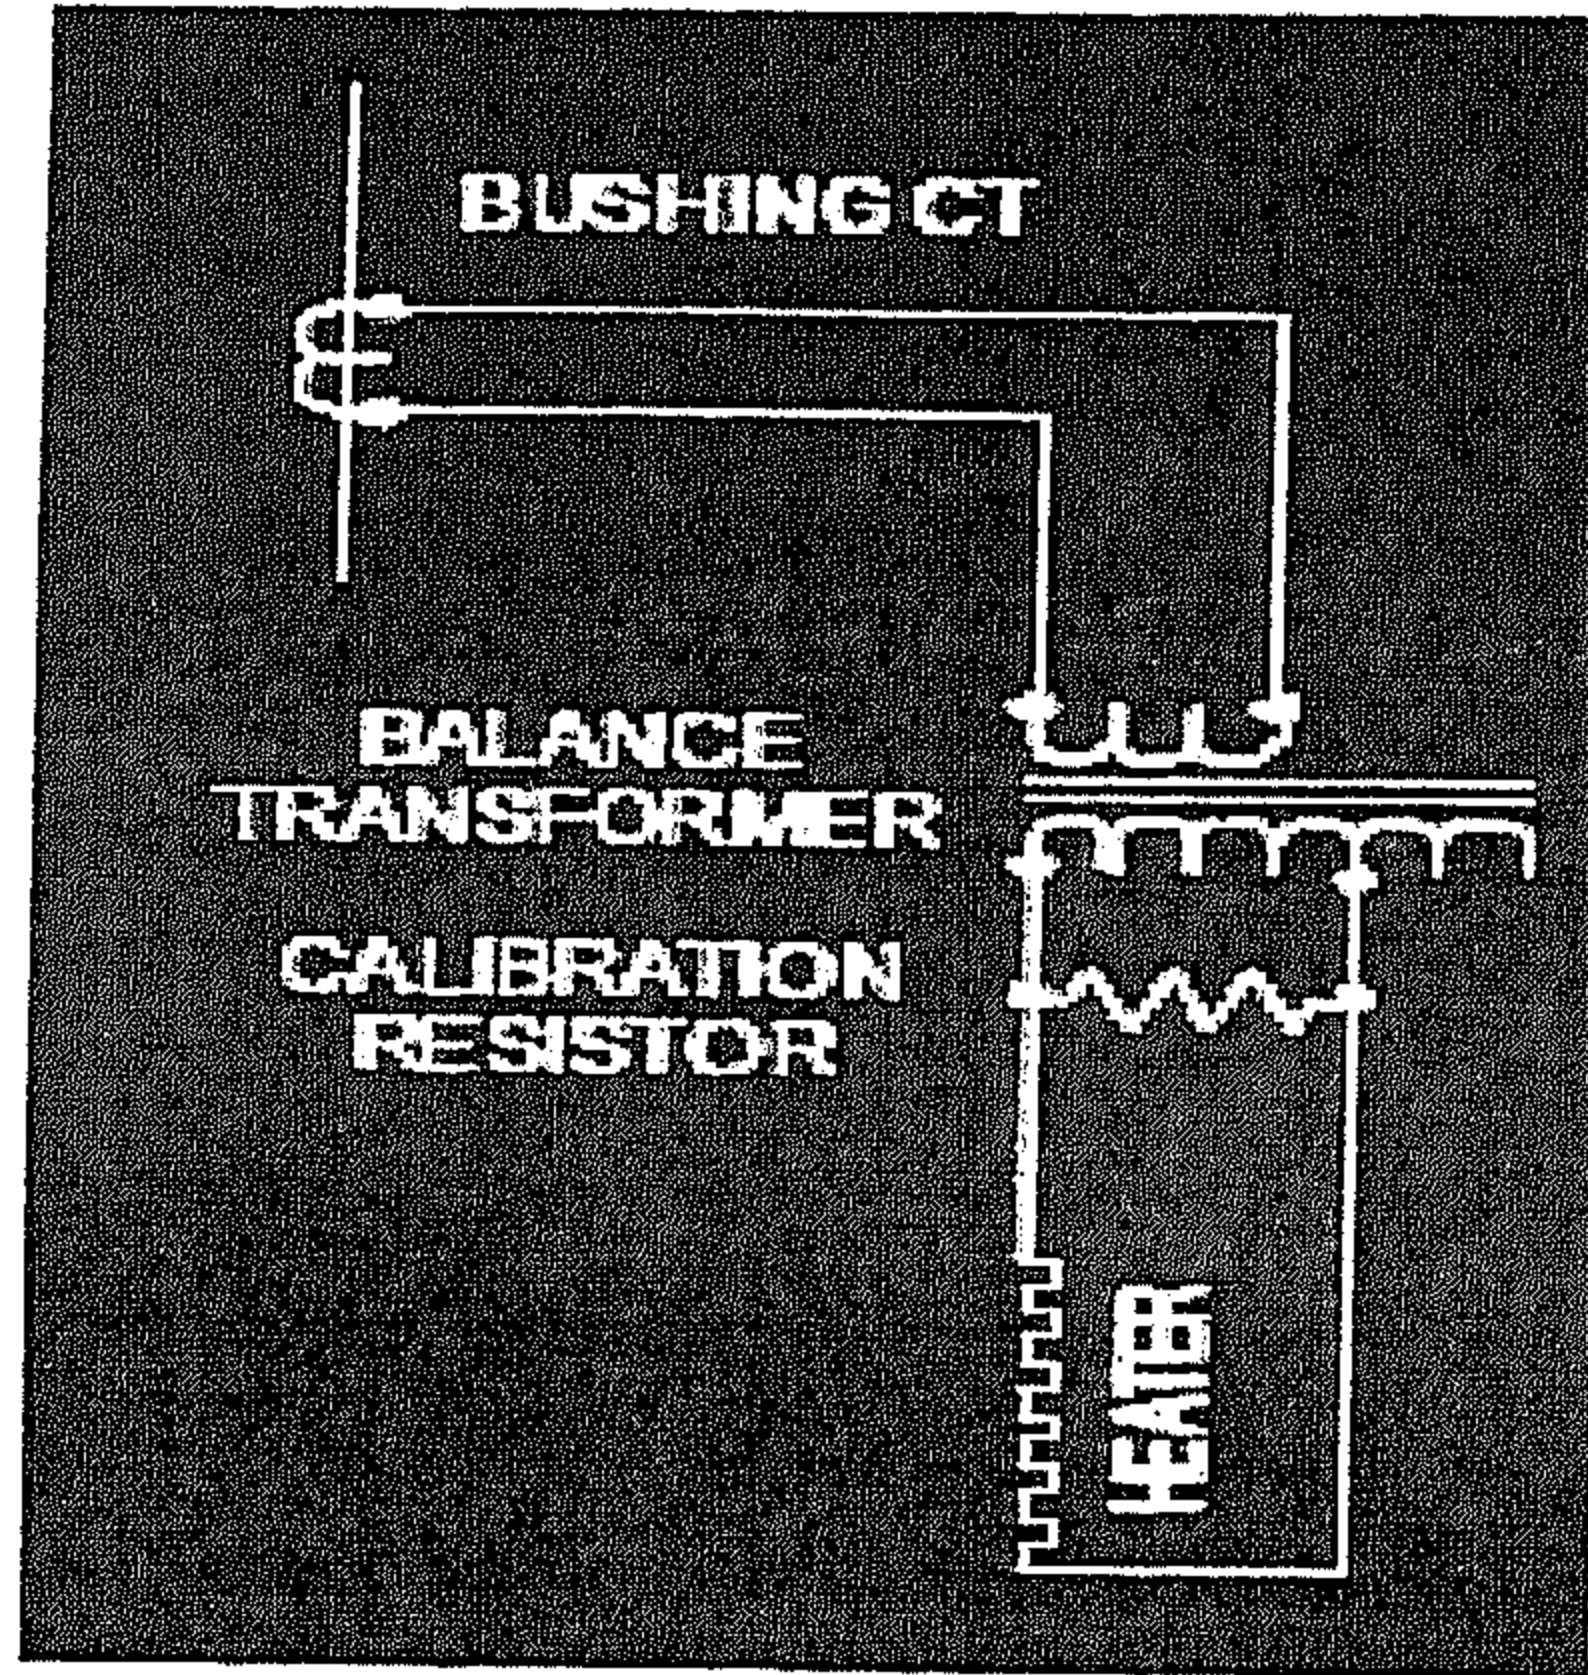 BUSHING CT
BALANCE
TRANSFORMER
CALIBRATION
RESISTOR
HEATER